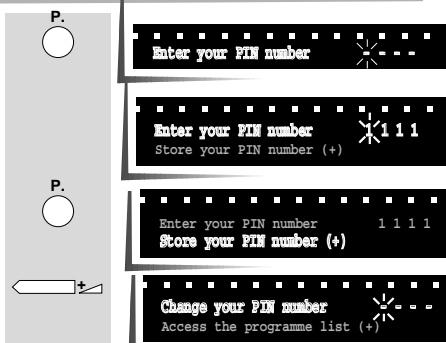 P.
Enter your PIN number - - - -
Enter your PIN number 1 1 1 1
Store your PIN number (+)
P.
Enter your PIN number 1 1 1 1
Store your PIN number (+)
+
Change your PIN number - - - -
Access the programme list (+)